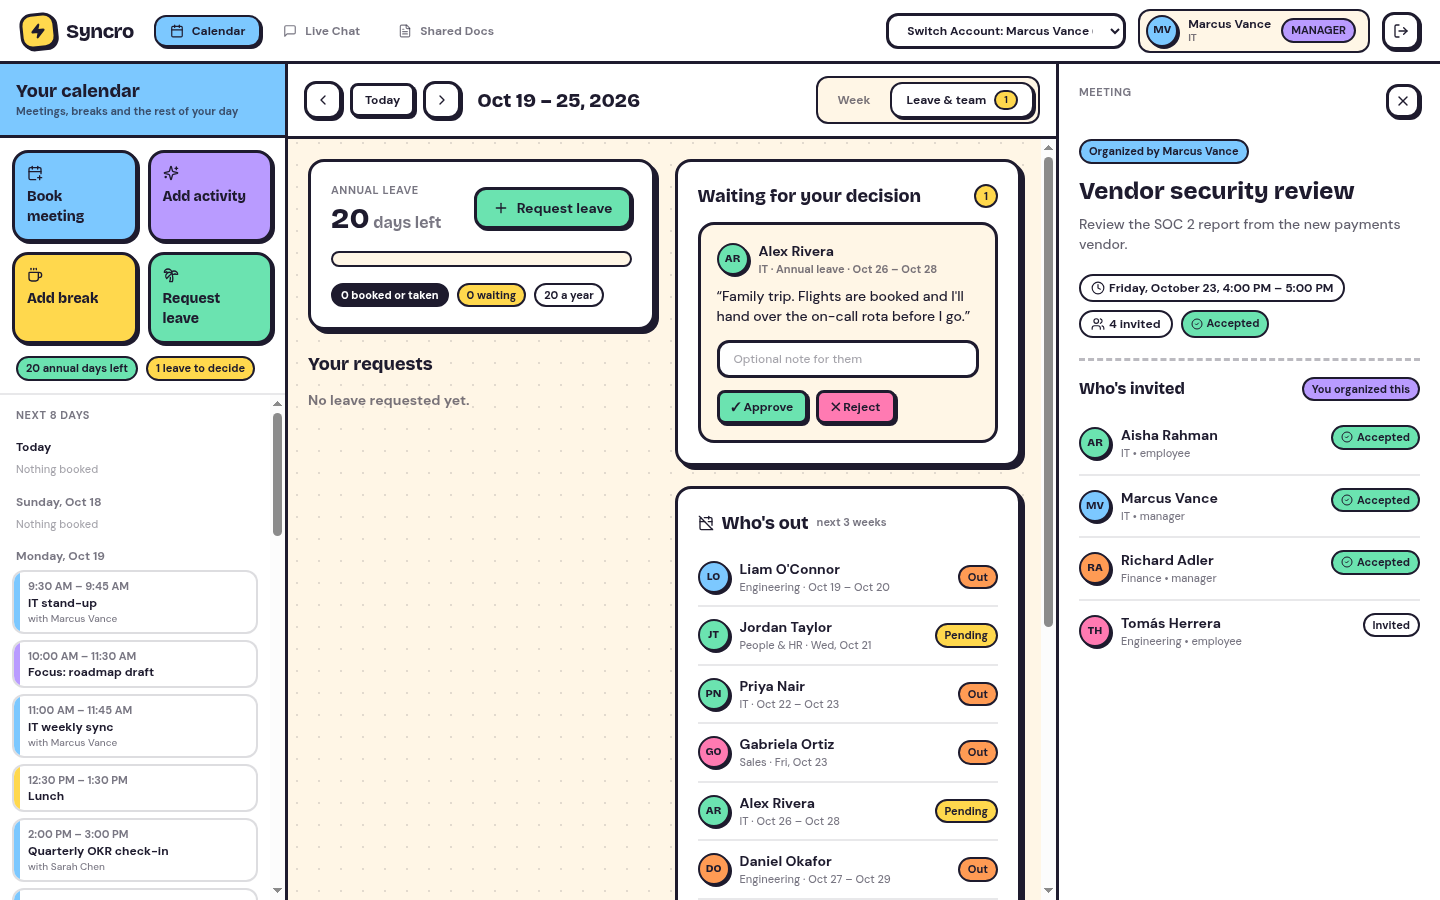 Syncro
Calendar
Live Chat
Shared Docs
Switch Account: Marcus Vance
MV
Marcus Vance
IT
MANAGER
Your calendar
Meetings, breaks and the rest of your day
Book meeting
Add activity
Add break
Request leave
20 annual days left
1 leave to decide
NEXT 8 DAYS
Today
Nothing booked
Sunday, Oct 18
Nothing booked
Monday, Oct 19
9:30 AM – 9:45 AM
IT stand-up
with Marcus Vance
10:00 AM – 11:30 AM
Focus: roadmap draft
11:00 AM – 11:45 AM
IT weekly sync
with Marcus Vance
12:30 PM – 1:30 PM
Lunch
2:00 PM – 3:00 PM
Quarterly OKR check-in
with Sarah Chen
Today
Oct 19 – 25, 2026
Week
Leave & team 1
ANNUAL LEAVE
20 days left
Request leave
0 booked or taken
0 waiting
20 a year
Your requests
No leave requested yet.
Waiting for your decision
1
AR
Alex Rivera
IT · Annual leave · Oct 26 – Oct 28
“Family trip. Flights are booked and I'll
hand over the on-call rota before I go.”
Optional note for them
✓ Approve
✕ Reject
Who's out next 3 weeks
LO
Liam O'Connor
Engineering · Oct 19 – Oct 20
Out
JT
Jordan Taylor
People & HR · Wed, Oct 21
Pending
PN
Priya Nair
IT · Oct 22 – Oct 23
Out
GO
Gabriela Ortiz
Sales · Fri, Oct 23
Out
AR
Alex Rivera
IT · Oct 26 – Oct 28
Pending
DO
Daniel Okafor
Engineering · Oct 27 – Oct 29
Out
MEETING
Organized by Marcus Vance
Vendor security review
Review the SOC 2 report from the new payments
vendor.
Friday, October 23, 4:00 PM – 5:00 PM
4 invited
Accepted
Who's invited
You organized this
AR
Aisha Rahman
IT • employee
Accepted
MV
Marcus Vance
IT • manager
Accepted
RA
Richard Adler
Finance • manager
Accepted
TH
Tomás Herrera
Engineering • employee
Invited